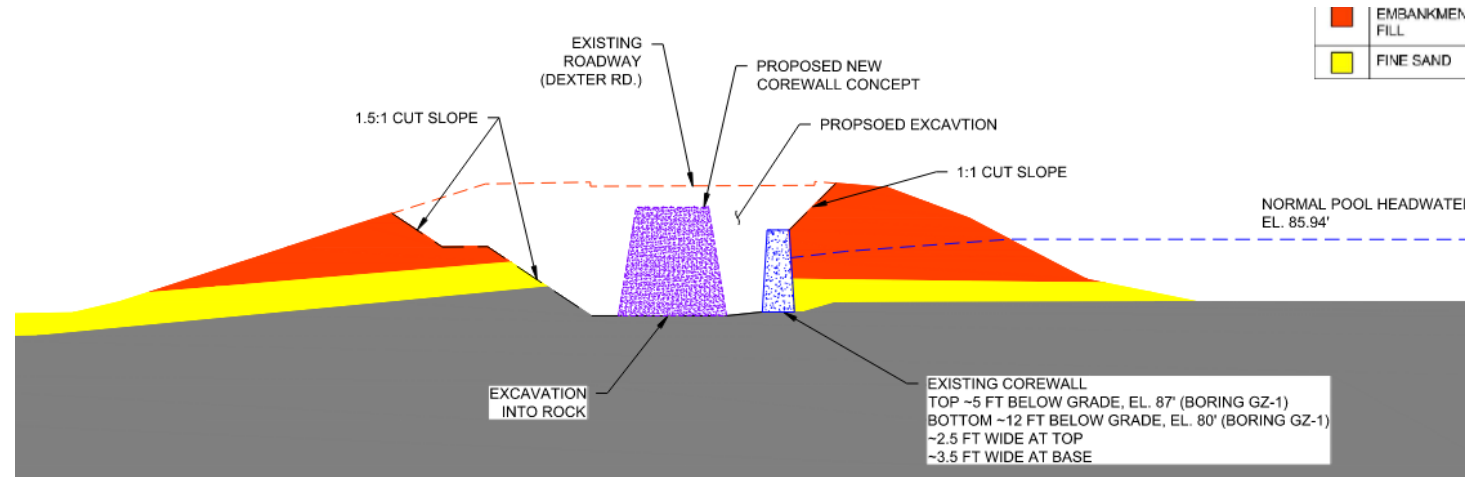 EMBANKMEN
FILL
FINE SAND
EXISTING
ROADWAY
(DEXTER RD.)
PROPOSED NEW
COREWALL CONCEPT
1.5:1 CUT SLOPE
PROPSOED EXCAVTION
1:1 CUT SLOPE
NORMAL POOL HEADWATER
EL. 85.94'
EXCAVATION
INTO ROCK
EXISTING COREWALL
TOP ~5 FT BELOW GRADE, EL. 87' (BORING GZ-1)
BOTTOM ~12 FT BELOW GRADE, EL. 80' (BORING GZ-1)
~2.5 FT WIDE AT TOP
~3.5 FT WIDE AT BASE